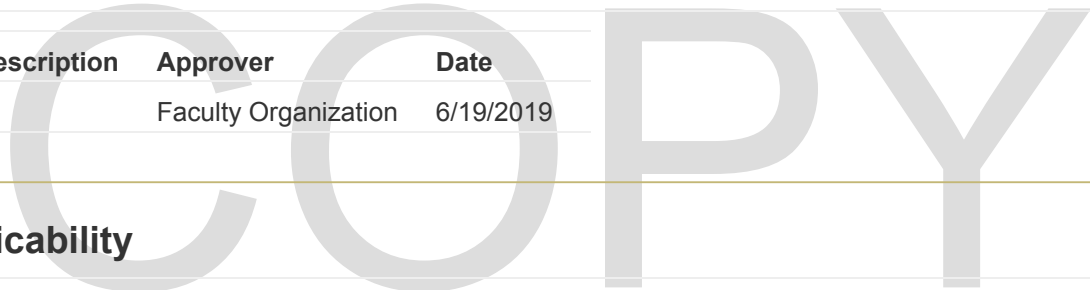 escription Approver Date
Faculty Organization 6/19/2019
icability
COPY